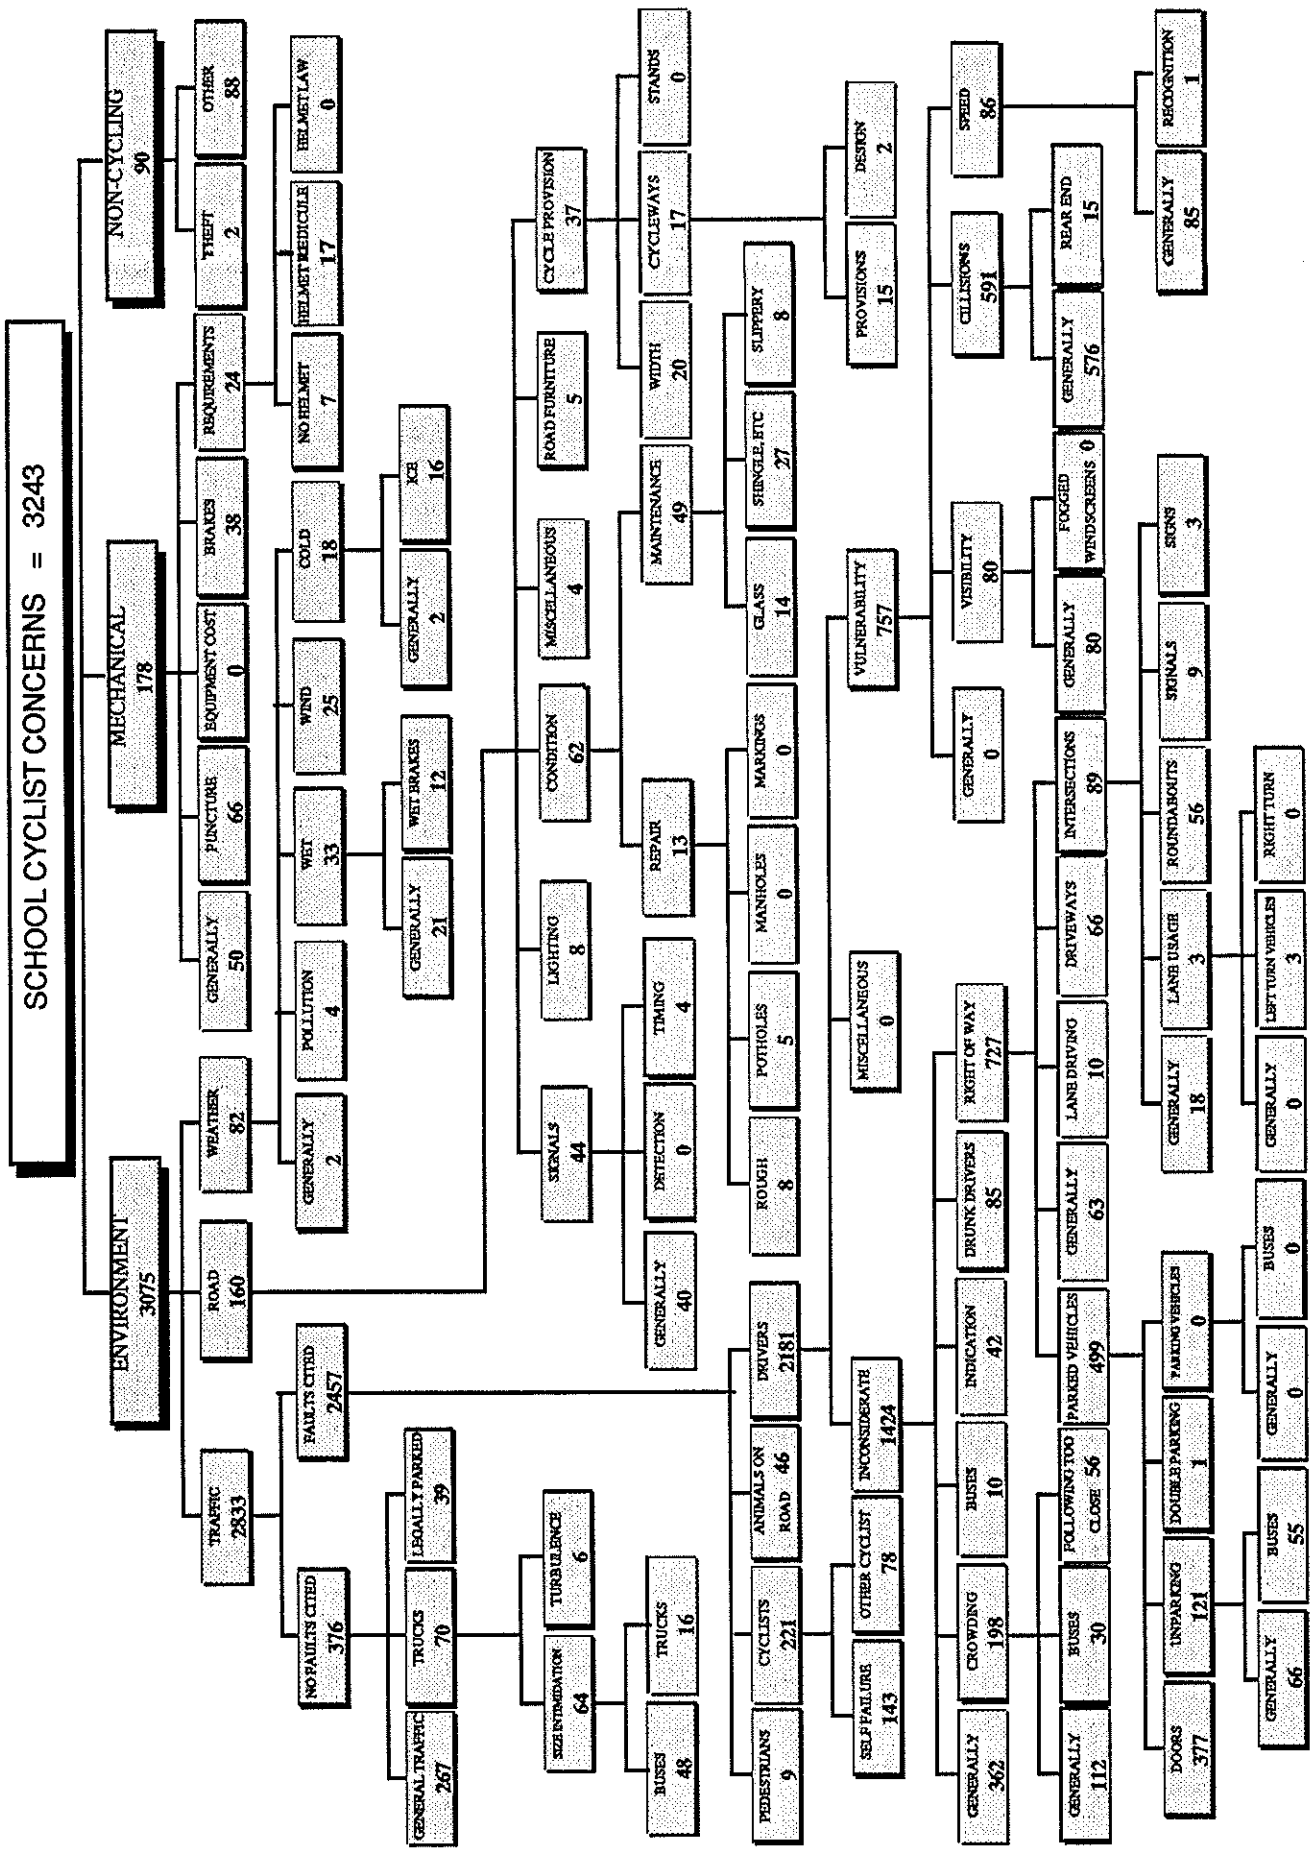 SCHOOL CYCLIST CONCERNS = 3243
ENVIRONMENT
3075
MECHANICAL
178
NON-CYCLING
90
TRAFFIC
2833
ROAD
160
WEATHER
82
GENERALLY
50
PUNCTURE
66
EQUIPMENT COST
0
BRAKES
38
REQUIREMENTS
24
THEFT
2
OTHER
88
NO FAULTS CITED
376
FAULTS CITED
2457
GENERALLY
2
POLLUTION
4
WET
33
WIND
25
COLD
18
NO HELMET
7
HELMET REDICULE
17
HELMET LAW
0
GENERAL TRAFFIC
267
TRUCKS
70
LEGALLY PARKED
39
GENERALLY
21
WET BRAKES
12
GENERALLY
2
ICE
16
SIZE INTIMIDATION
64
TURBULENCE
6
SIGNALS
44
LIGHTING
8
CONDITION
62
MISCELLANEOUS
4
ROAD FURNITURE
5
CYCLE PROVISION
37
BUSES
48
TRUCKS
16
GENERALLY
40
DETECTION
0
TIMING
4
REPAIR
13
MAINTENANCE
49
WIDTH
20
CYCLEWAYS
17
STANDS
0
PEDESTRIANS
9
CYCLISTS
221
ANIMALS ON
ROAD 46
DRIVERS
2181
ROUGH
8
POTHOLES
5
MANHOLES
0
MARKINGS
0
GLASS
14
SHINGLE, ETC
27
SLIPPERY
8
SELF FAILURE
143
OTHER CYCLIST
78
INCONSIDERATE
1424
MISCELLANEOUS
0
VULNERABILITY
757
PROVISIONS
15
DESIGN
2
GENERALLY
362
CROWDING
198
BUSES
10
INDICATION
42
DRUNK DRIVERS
85
RIGHT OF WAY
727
GENERALLY
0
VISIBILITY
80
CILLISIONS
591
SPEED
86
GENERALLY
112
BUSES
30
FOLLOWING TOO
CLOSE 56
PARKED VEHICLES
499
GENERALLY
63
LANE DRIVING
10
DRIVEWAYS
66
INTERSECTIONS
89
GENERALLY
80
FOGGED
WINDSCREENS 0
GENERALLY
576
REAR END
15
DOORS
377
UNPARKING
121
DOUBLE PARKING
1
PARKING VEHICLES
0
GENERALLY
18
LANE USAGE
3
ROUNDABOUTS
56
SIGNALS
9
SIGNS
3
GENERALLY
85
RECOGNITION
1
GENERALLY
66
BUSES
55
GENERALLY
0
BUSES
0
GENERALLY
0
LEFT TURN VEHICLES
3
RIGHT TURN
0